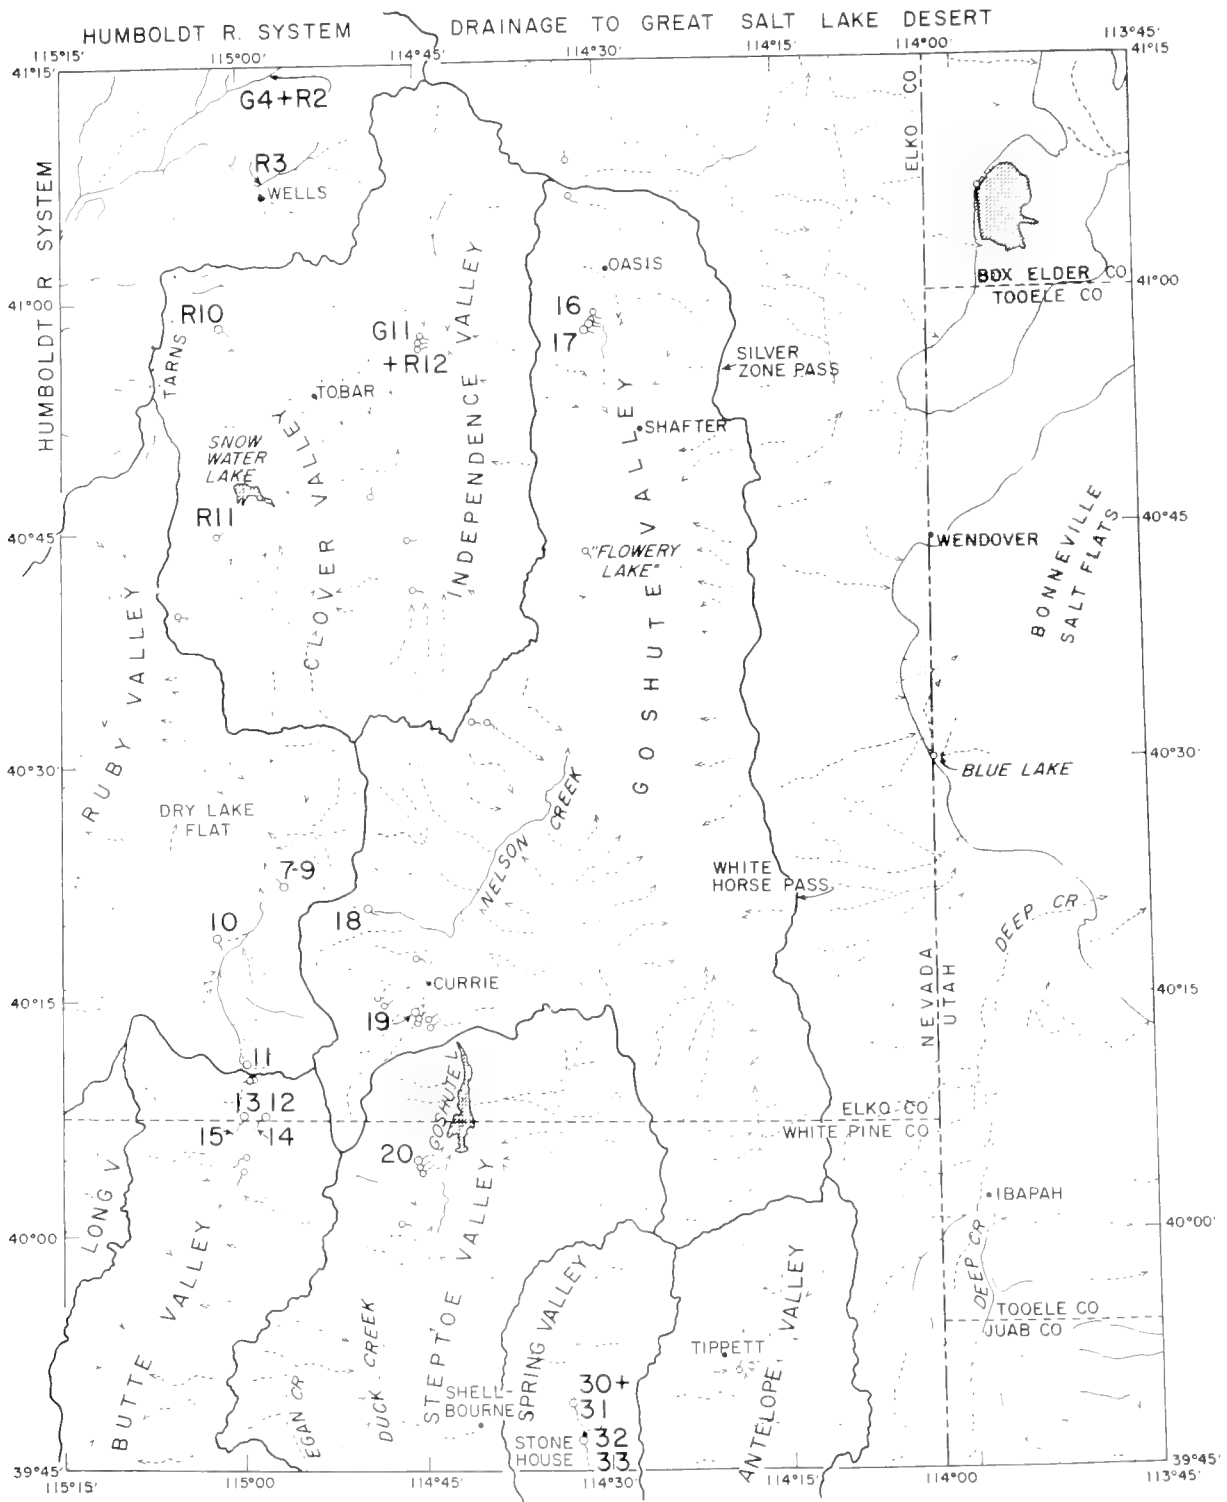 HUMBOLDT R. SYSTEM
DRAINAGE TO GREAT SALT LAKE DESERT
115°15'
115°00'
114°45'
114°30'
114°15'
114°00'
113°45'
41°15'
41°15'
G4+R2
ELKO CO
R3
WELLS
HUMBOLDT R SYSTEM
OASIS
BOX ELDER CO
TOOELE CO
41°00'
41°00'
R10
TARNS
G11
+R12
16
17
INDEPENDENCE VALLEY
SILVER
ZONE PASS
TOBAR
SHAFTER
SNOW
WATER
LAKE
R11
CLOVER VALLEY
GOSHUTE VALLEY
40°45'
40°45'
WENDOVER
BONNEVILLE
SALT FLATS
"FLOWERY
LAKE"
RUBY VALLEY
40°30'
40°30'
BLUE LAKE
DRY LAKE
FLAT
NELSON CREEK
7-9
WHITE
HORSE PASS
10
18
DEEP CR
CURRIE
NEVADA
UTAH
40°15'
40°15'
19
11
GOSHUTE L
13 12
15 14
ELKO CO
WHITE PINE CO
20
LONG V
IBAPAH
40°00'
40°00'
BUTTE VALLEY
STEPTOE VALLEY
SPRING VALLEY
ANTELOPE VALLEY
DEEP CR
TOOELE CO
JUAB CO
EGAN CR
DUCK CREEK
TIPPETT
SHELL-
BOURNE
30+
31
STONE
HOUSE
32
313
39°45'
39°45'
115°15'
115°00'
114°45'
114°30'
114°15'
114°00'
113°45'